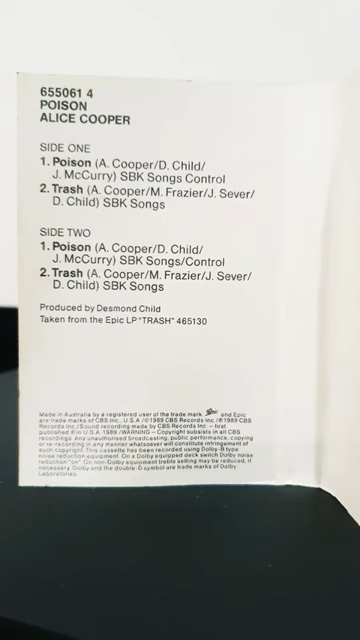 655061 4
POISON
ALICE COOPER
SIDE ONE
1. Poison (A. Cooper/D. Child/
J. McCurry) SBK Songs Control
2. Trash (A. Cooper/M. Frazier/J. Sever/
D. Child) SBK Songs
SIDE TWO
1. Poison (A. Cooper/D. Child/
J. McCurry) SBK Songs/Control
2. Trash (A. Cooper/M. Frazier/J. Sever/
D. Child) SBK Songs
Produced by Desmond Child
Taken from the Epic LP "TRASH" 465130
Made in Australia by a registered user of the trade mark Epic and Epic
are trade marks of CBS Inc., U.S.A./©1989 CBS Records Inc./℗1989 CBS
Records Inc./Sound recording made by CBS Records Inc. – first
published in U.S.A. 1989./WARNING – Copyright subsists in all CBS
recordings. Any unauthorised broadcasting, public performance, copying
or re-recording in any manner whatsoever will constitute infringement of
such copyright. This cassette has been recorded using Dolby-B type
noise reduction equipment. On a Dolby equipped deck switch Dolby noise
reduction "on". On non-Dolby equipment treble setting may be reduced, if
necessary. Dolby and the double-D symbol are trade marks of Dolby
Laboratories.